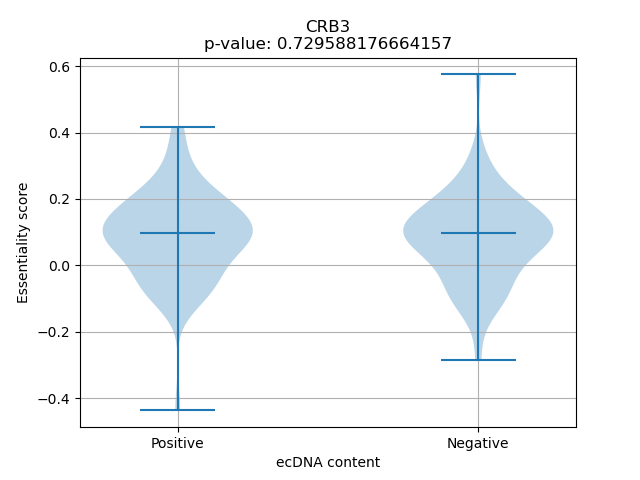 CRB3
p-value: 0.729588176664157
Essentiality score
0.6
0.4
0.2
0.0
−0.2
−0.4
Positive
Negative
ecDNA content